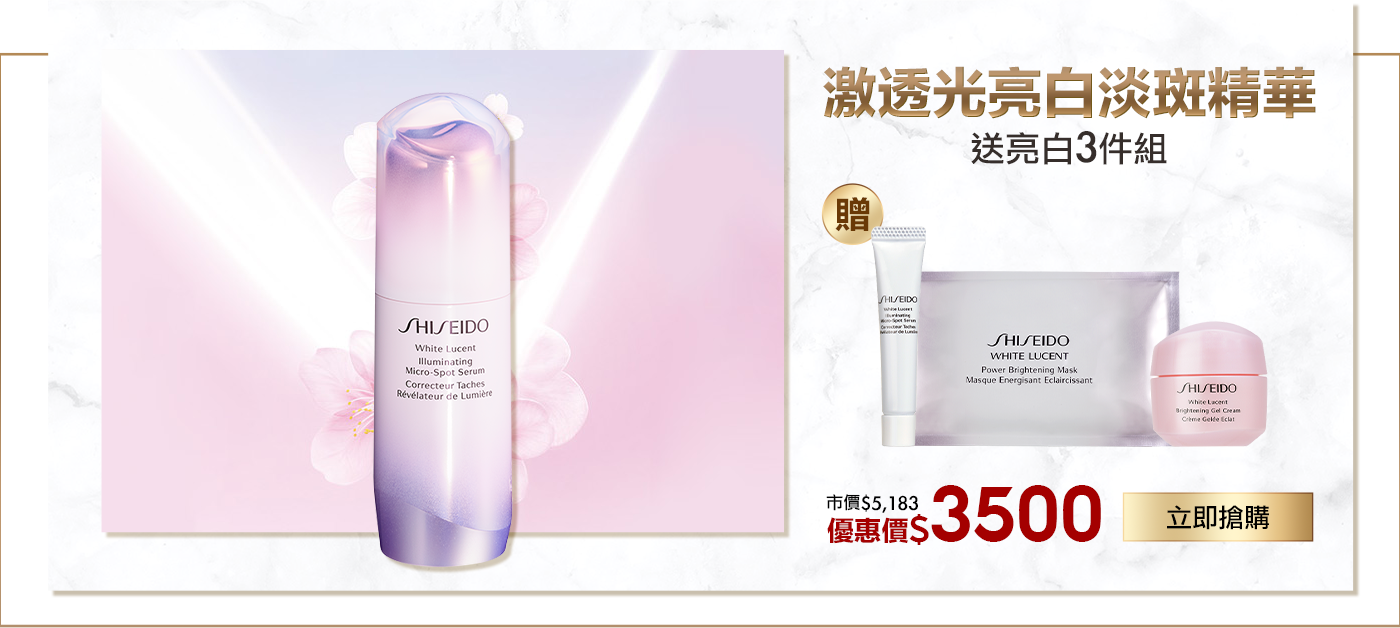 SHISEIDO
White Lucent
Illuminating
Micro-Spot Serum
Correcteur Taches
Révélateur de Lumière
激透光亮白淡斑精華
送亮白3件組
贈
SHISEIDO
White Lucent
Illuminating
Micro-Spot Serum
Correcteur Taches
Révélateur de Lumière
SHISEIDO
WHITE LUCENT
Power Brightening Mask
Masque Energisant Eclaircissant
SHISEIDO
White Lucent
Brightening Gel Cream
Crème Gelée Eclat
市價$5,183
優惠價$3500
立即搶購